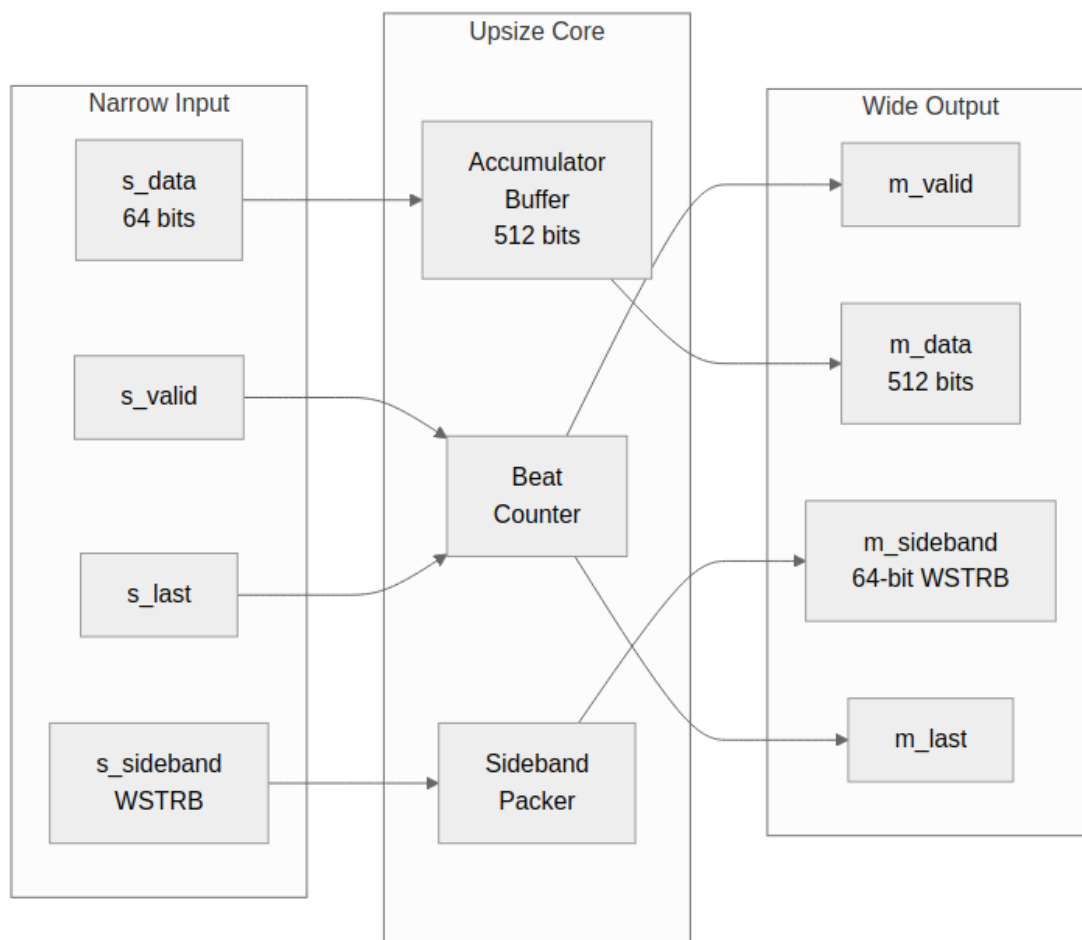 Narrow Input
s_data
64 bits
s_valid
s_last
s_sideband
WSTRB
Upsize Core
Accumulator
Buffer
512 bits
Beat
Counter
Sideband
Packer
Wide Output
m_valid
m_data
512 bits
m_sideband
64-bit WSTRB
m_last